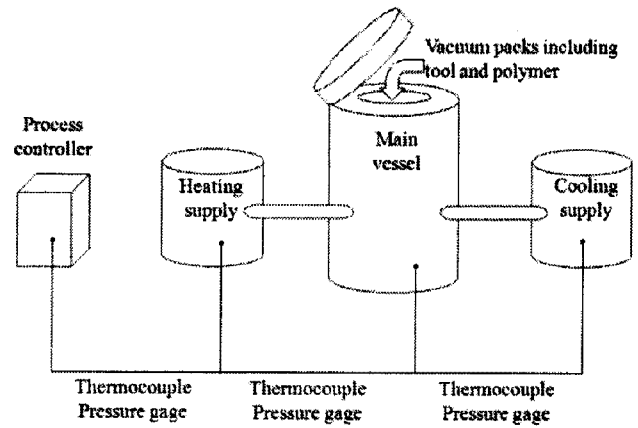 Vacuum packs including
tool and polymer
Process
controller
Heating
supply
Main
vessel
Cooling
supply
Thermocouple
Pressure gage
Thermocouple
Pressure gage
Thermocouple
Pressure gage